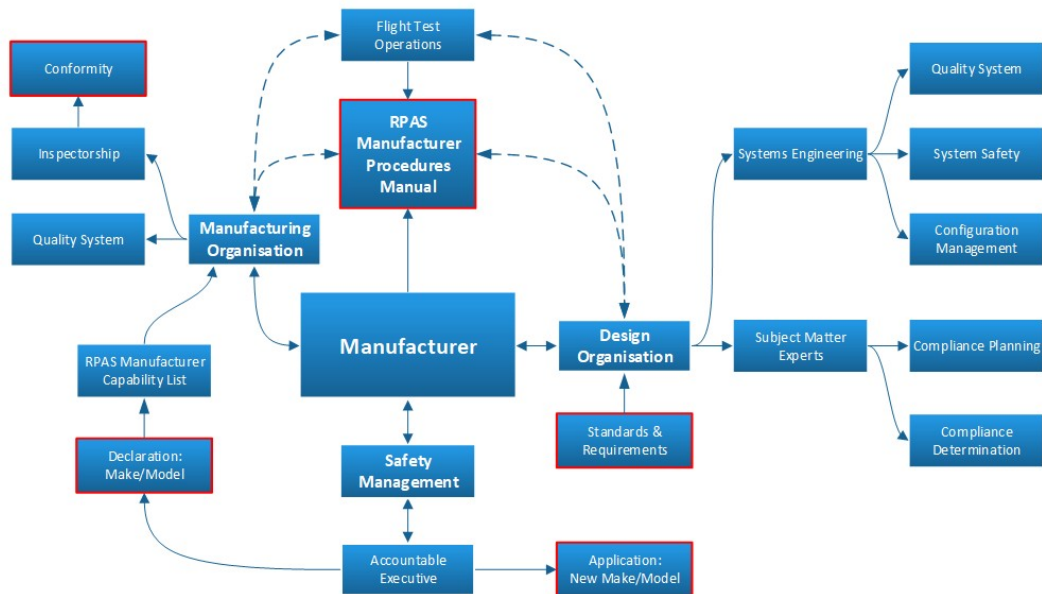 Flight Test
Operations
Conformity
Quality System
RPAS
Manufacturer
Procedures
Manual
Inspectorship
Systems Engineering
System Safety
Quality System
Manufacturing
Organisation
Configuration
Management
Manufacturer
Design
Organisation
Subject Matter
Experts
Compliance Planning
RPAS Manufacturer
Capability List
Standards &
Requirements
Compliance
Determination
Declaration:
Make/Model
Safety
Management
Accountable
Executive
Application:
New Make/Model